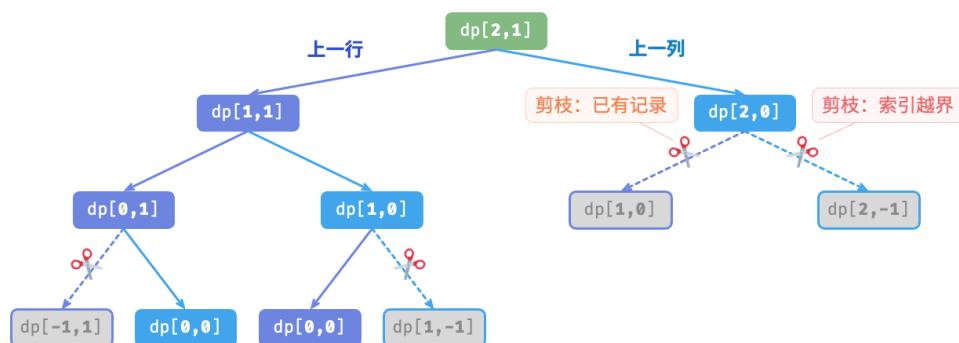 dp[2,1]
上一行
上一列
dp[1,1]
剪枝：已有记录
dp[2,0]
剪枝：索引越界
dp[0,1]
dp[1,0]
dp[1,0]
dp[2,-1]
dp[-1,1]
dp[0,0]
dp[0,0]
dp[1,-1]